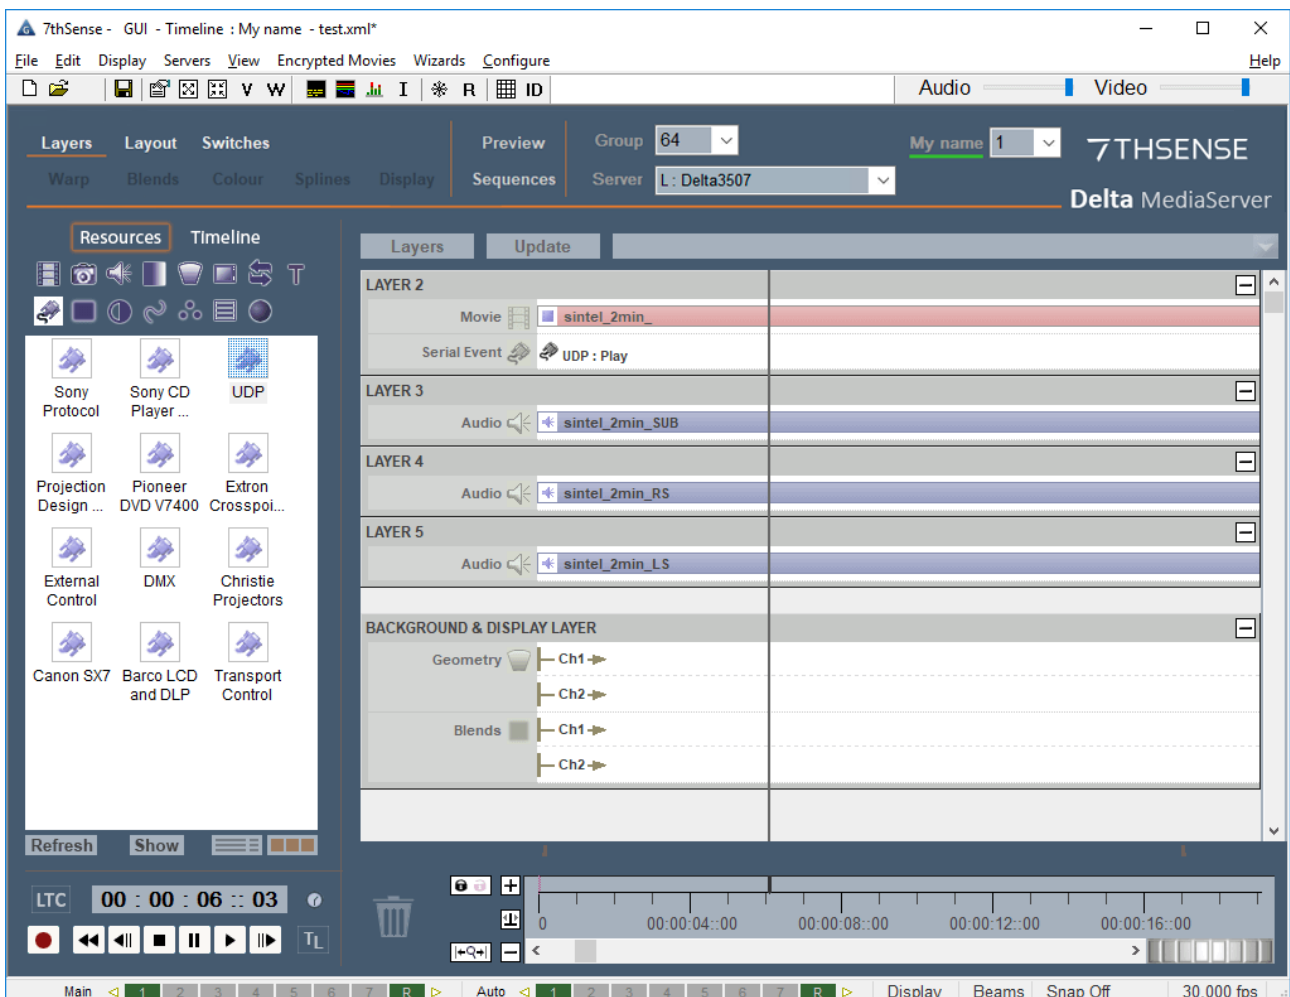 7thSense -   GUI  - Timeline  : My name  - test.xml*
File Edit Display Servers View Encrypted Movies Wizards Configure Help
V W I R ID Audio Video
Layers Layout Switches Preview Group 64 My name 1 7THSENSE
Warp Blends Colour Splines Display Sequences Server L : Delta3507
Delta MediaServer
Resources Timeline
Layers Update
T
LAYER 2
Movie sintel_2min_
Serial Event UDP : Play
LAYER 3
Audio sintel_2min_SUB
LAYER 4
Audio sintel_2min_RS
LAYER 5
Audio sintel_2min_LS
BACKGROUND & DISPLAY LAYER
Geometry Ch1
Ch2
Blends Ch1
Ch2
Sony Protocol
Sony CD Player ...
UDP
Projection Design ...
Pioneer DVD V7400
Extron Crosspoi...
External Control
DMX
Christie Projectors
Canon SX7
Barco LCD and DLP
Transport Control
Refresh Show
LTC 00 : 00 : 06 :: 03
TL
0 00:00:04::00 00:00:08::00 00:00:12::00 00:00:16::00
Main 1 2 3 4 5 6 7 R Auto 1 2 3 4 5 6 7 R Display Beams Snap Off 30.000 fps